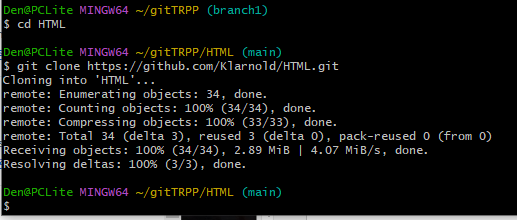 Den@PCLite MINGW64 ~/gitTRPP (branch1)
$ cd HTML
Den@PCLite MINGW64 ~/gitTRPP/HTML (main)
$ git clone https://github.com/Klarnold/HTML.git
Cloning into 'HTML'...
remote: Enumerating objects: 34, done.
remote: Counting objects: 100% (34/34), done.
remote: Compressing objects: 100% (33/33), done.
remote: Total 34 (delta 3), reused 3 (delta 0), pack-reused 0 (from 0)
Receiving objects: 100% (34/34), 2.89 MiB | 4.07 MiB/s, done.
Resolving deltas: 100% (3/3), done.
Den@PCLite MINGW64 ~/gitTRPP/HTML (main)
$